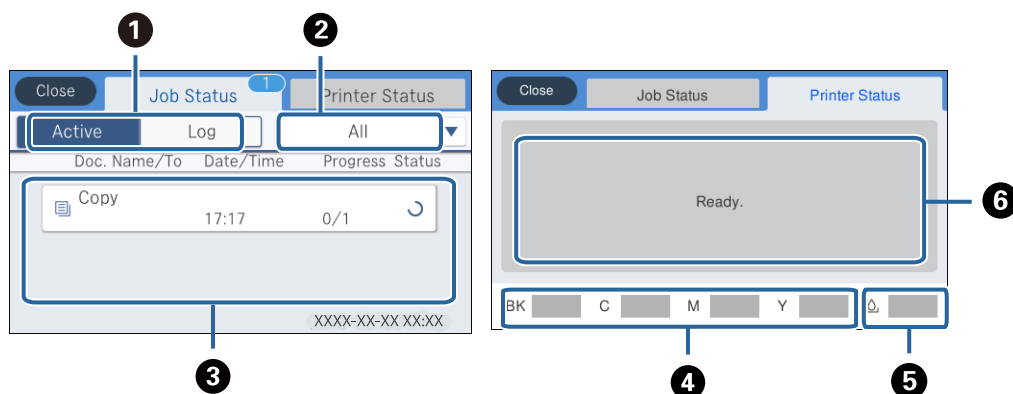 1
2
Close
Job Status
1
Printer Status
Active
Log
All
Doc. Name/To Date/Time Progress Status
Copy
17:17 0/1
XXXX-XX-XX XX:XX
3
Close
Job Status
Printer Status
Ready.
6
BK C M Y
4
5